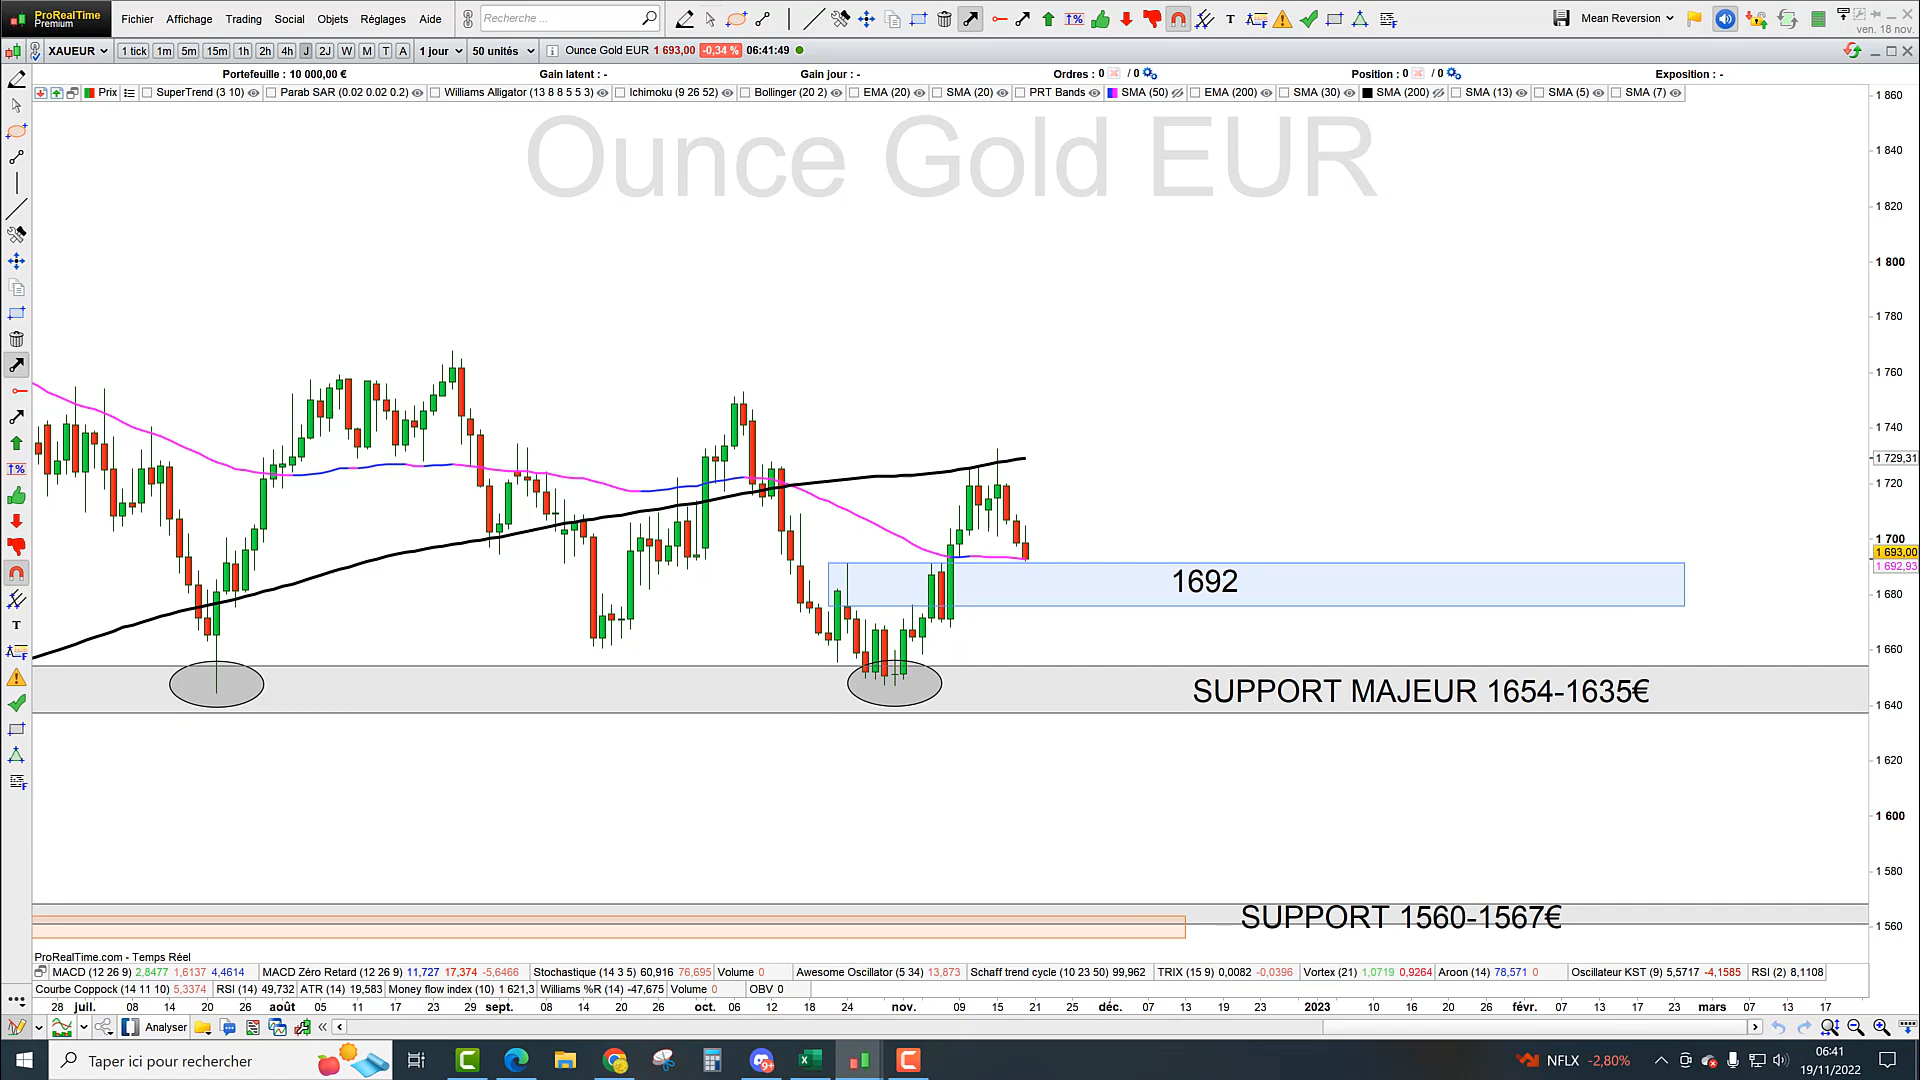 ProRealTime Premium Fichier Affichage Trading Social Objets Réglages Aide Recherche ... Mean Reversion ven. 18 nov.
XAUEUR 1 tick 1m 5m 15m 1h 2h 4h J 2J W M T A 1 jour 50 unités Ounce Gold EUR 1 693,00 -0,34 % 06:41:49
Portefeuille : 10 000,00 € Gain latent : - Gain jour : - Ordres : 0 / 0 Position : 0 / 0 Exposition : -
Prix SuperTrend (3 10) Parab SAR (0.02 0.02 0.2) Williams Alligator (13 8 8 5 5 3) Ichimoku (9 26 52) Bollinger (20 2) EMA (20) SMA (20) PRT Bands SMA (50) EMA (200) SMA (30) SMA (200) SMA (13) SMA (5) SMA (7)
Ounce Gold EUR
1 860
1 840
1 820
1 800
1 780
1 760
1 740
1 729,31
1 720
1 700
1 693,00
1 692,93
1692
1 680
1 660
SUPPORT MAJEUR 1654-1635€
1 640
1 620
1 600
1 580
SUPPORT 1560-1567€
1 560
ProRealTime.com - Temps Réel
MACD (12 26 9) 2,8477 1,6137 4,4614 MACD Zéro Retard (12 26 9) 11,727 17,374 -5,6466 Stochastique (14 3 5) 60,916 76,695 Volume 0 Awesome Oscillator (5 34) 13,873 Schaff trend cycle (10 23 50) 99,962 TRIX (15 9) 0,0082 -0,0396 Vortex (21) 1,0719 0,9264 Aroon (14) 78,571 0 Oscillateur KST (9) 5,5717 -4,1585 RSI (2) 8,1108
Courbe Coppock (14 11 10) 5,3374 RSI (14) 49,732 ATR (14) 19,583 Money flow index (10) 1 621,3 Williams %R (14) -47,675 Volume 0 OBV 0
28 juil. 08 14 20 26 août 05 11 17 23 29 sept. 08 14 20 26 oct. 06 12 18 24 nov. 09 15 21 25 déc. 07 13 19 23 2023 10 16 20 26 févr. 07 13 17 23 mars 07 13 17
Analyser
Taper ici pour rechercher NFLX -2,80% 06:41
19/11/2022